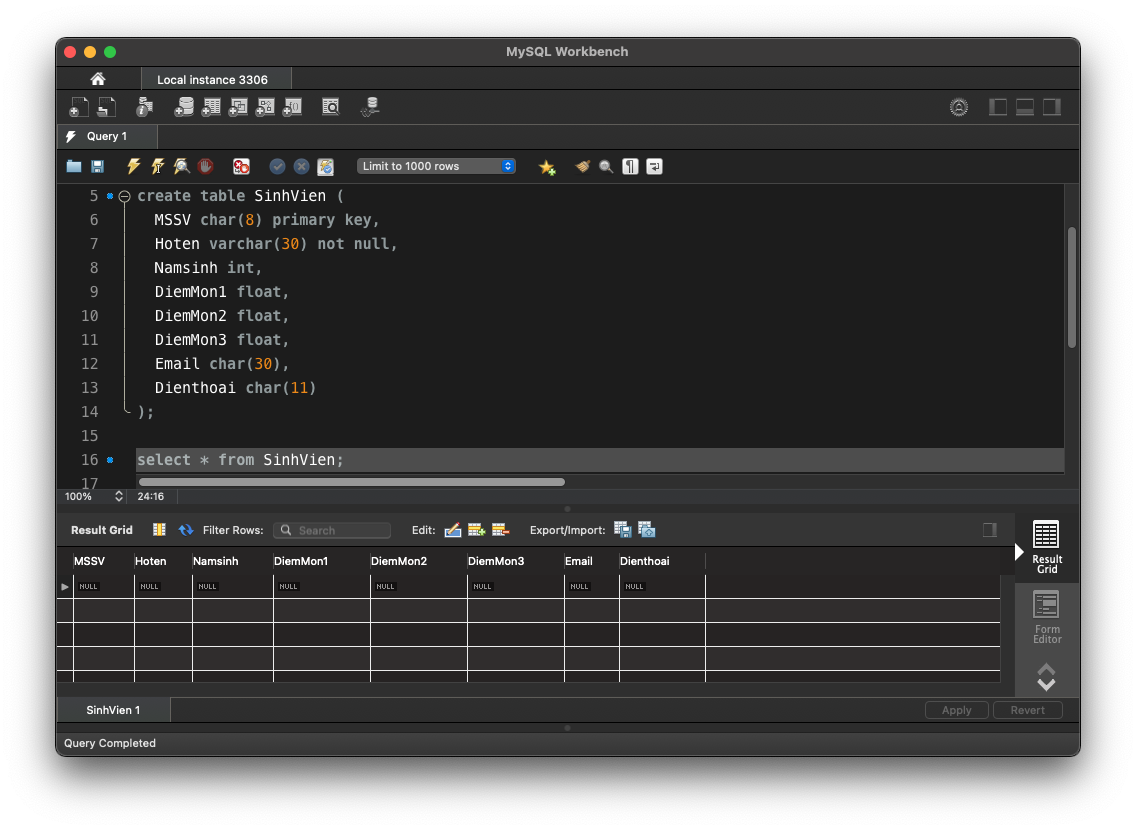 MySQL Workbench
Local instance 3306
Query 1
Limit to 1000 rows
5 create table SinhVien (
6 MSSV char(8) primary key,
7 Hoten varchar(30) not null,
8 Namsinh int,
9 DiemMon1 float,
10 DiemMon2 float,
11 DiemMon3 float,
12 Email char(30),
13 Dienthoai char(11)
14 );
15
16 select * from SinhVien;
17
100% 24:16
Result Grid Filter Rows: Search Edit: Export/Import:
MSSV Hoten Namsinh DiemMon1 DiemMon2 DiemMon3 Email Dienthoai
NULL NULL NULL NULL NULL NULL NULL NULL
Result
Grid
Form
Editor
SinhVien 1 Apply Revert
Query Completed